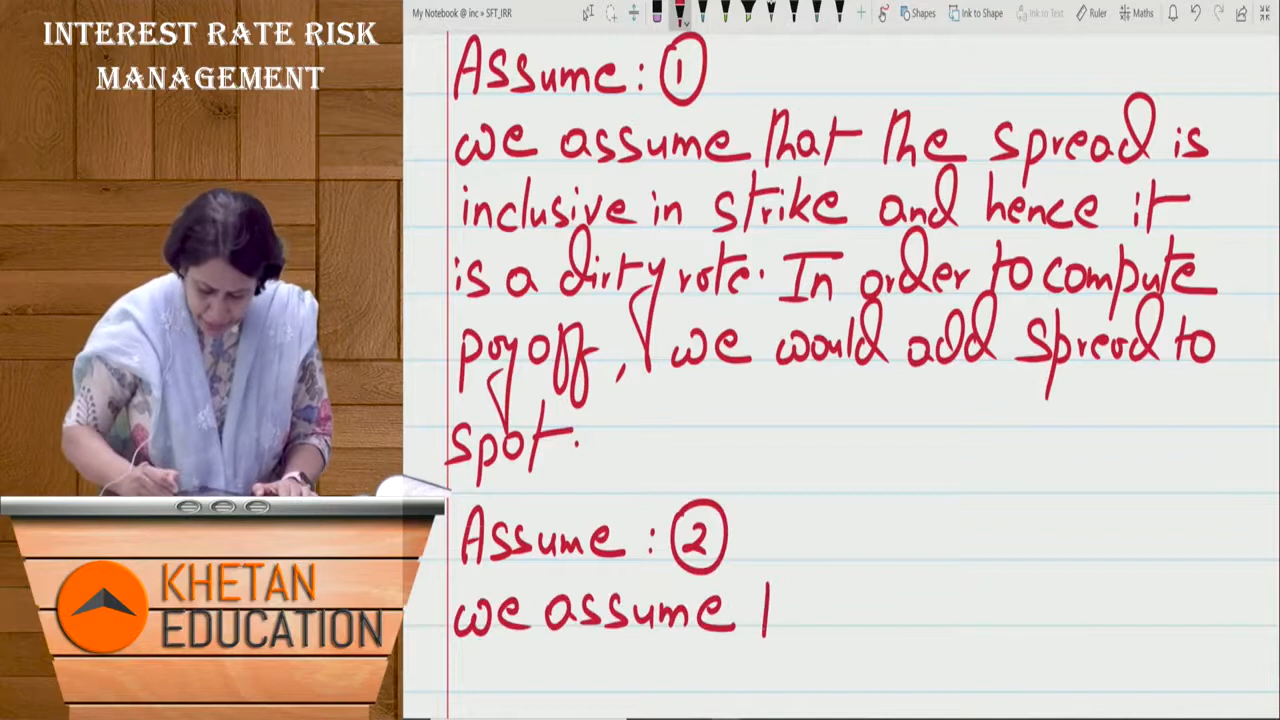 INTEREST RATE RISK
MANAGEMENT
My Notebook @ inc » SFT_IRR
Shapes
Ink to Shape
Ink to Text
Ruler
Maths
Assume: 1
we assume that the spread is
inclusive in strike and hence it
is a dirty rate. In order to compute
payoff, we would add spread to
spot.
Assume: 2
we assume
KHETAN
EDUCATION